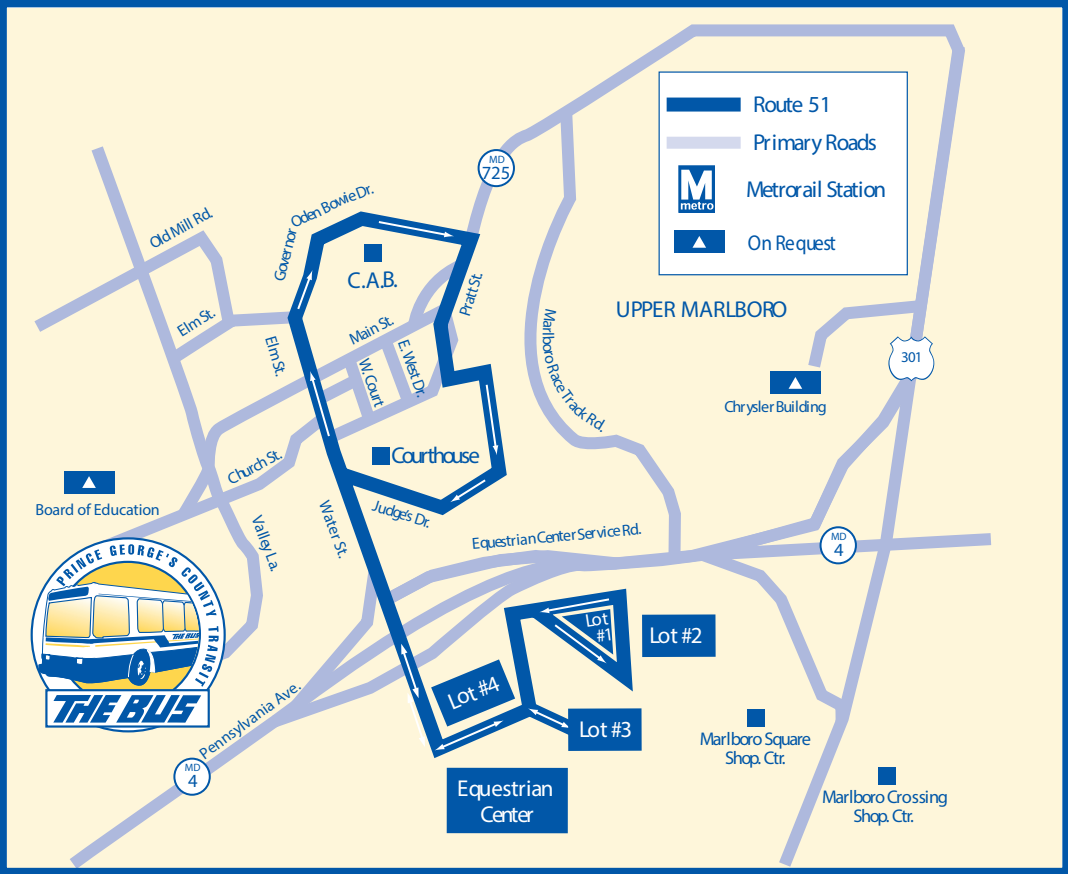 Route 51
Primary Roads
M
metro
Metrorail Station
On Request
MD
725
Old Mill Rd.
Governor Oden Bowie Dr.
C.A.B.
Pratt St.
Elm St.
Main St.
Elm St.
W. Court
E. West Dr.
UPPER MARLBORO
Marlboro Race Track Rd.
301
Chrysler Building
Church St.
Courthouse
Board of Education
Judge's Dr.
Water St.
Valley La.
Equestrian Center Service Rd.
MD
4
PRINCE GEORGE'S COUNTY TRANSIT
THE BUS
THE BUS
Lot
#1
Lot #2
Lot #4
Lot #3
Pennsylvania Ave.
MD
4
Marlboro Square
Shop. Ctr.
Equestrian
Center
Marlboro Crossing
Shop. Ctr.